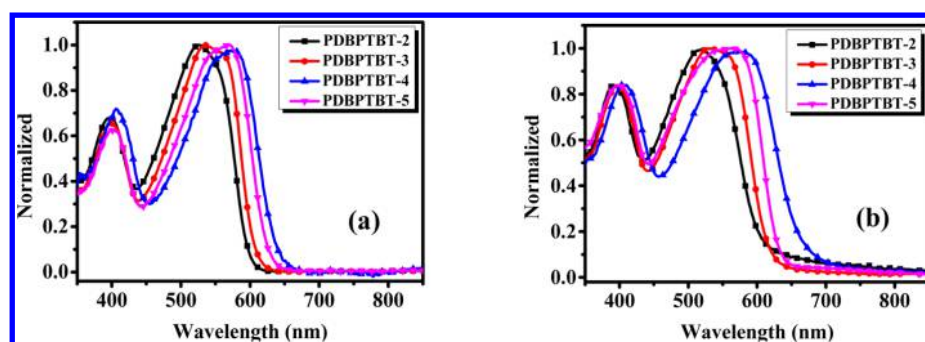 1.0
0.8
0.6
0.4
0.2
0.0
Normalized
PDBPTBT-2
PDBPTBT-3
PDBPTBT-4
PDBPTBT-5
(a)
400 500 600 700 800
Wavelength (nm)
1.0
0.8
0.6
0.4
0.2
0.0
Normalized
PDBPTBT-2
PDBPTBT-3
PDBPTBT-4
PDBPTBT-5
(b)
400 500 600 700 800
Wavelength (nm)